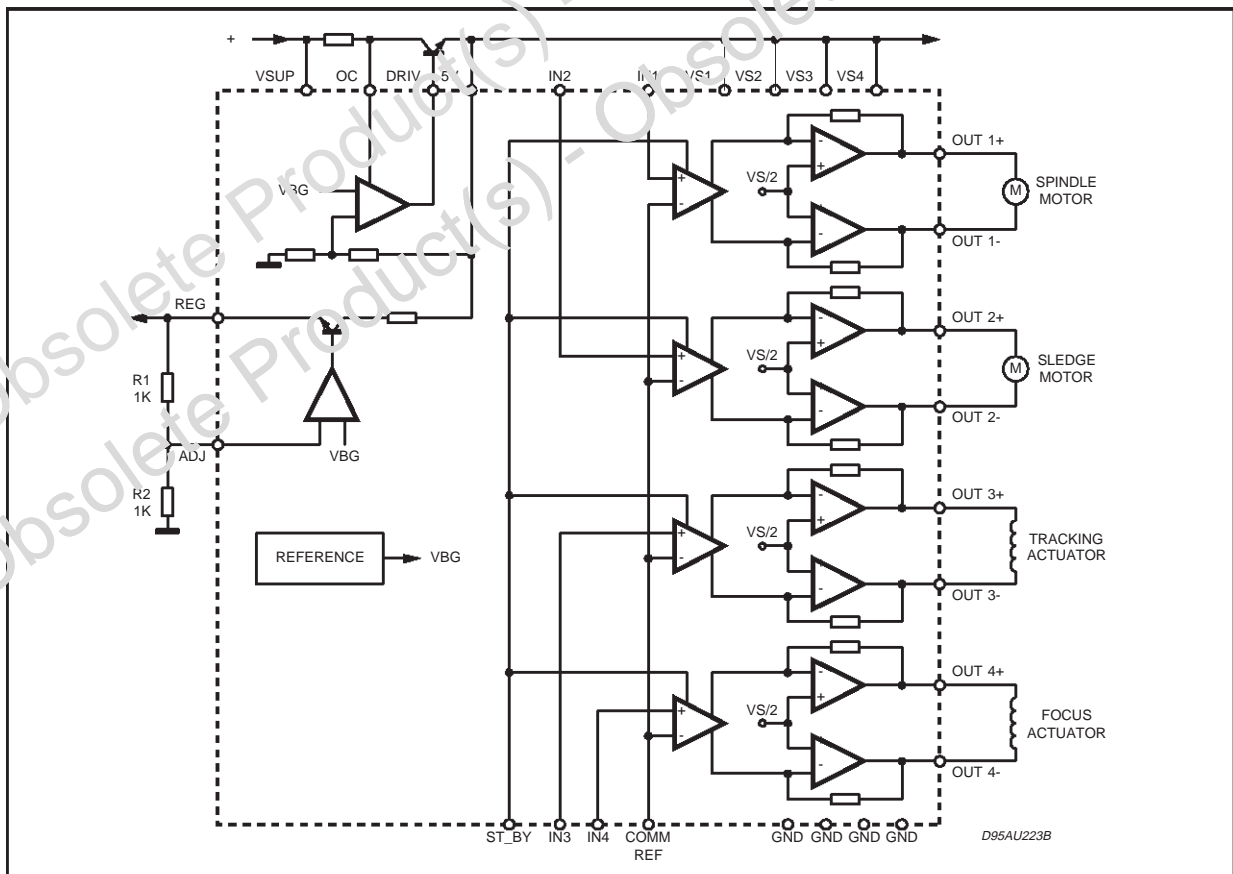 +
VSUP OC DRIV 5V IN2 IN1 VS1 VS2 VS3 VS4
Obsolete Product(s) - Obsolete
Obsolete Product(s) - Obsolete
VBG
- + + -
VS/2
+ -
OUT 1+
M
SPINDLE
MOTOR
OUT 1-
REG
R1
1K
ADJ
VBG
R2
1K
- + + -
VS/2
+ -
OUT 2+
M
SLEDGE
MOTOR
OUT 2-
REFERENCE
VBG
- + + -
VS/2
+ -
OUT 3+
TRACKING
ACTUATOR
OUT 3-
- + + -
VS/2
+ -
OUT 4+
FOCUS
ACTUATOR
OUT 4-
ST_BY IN3 IN4 COMM
REF
GND GND GND GND
D95AU223B